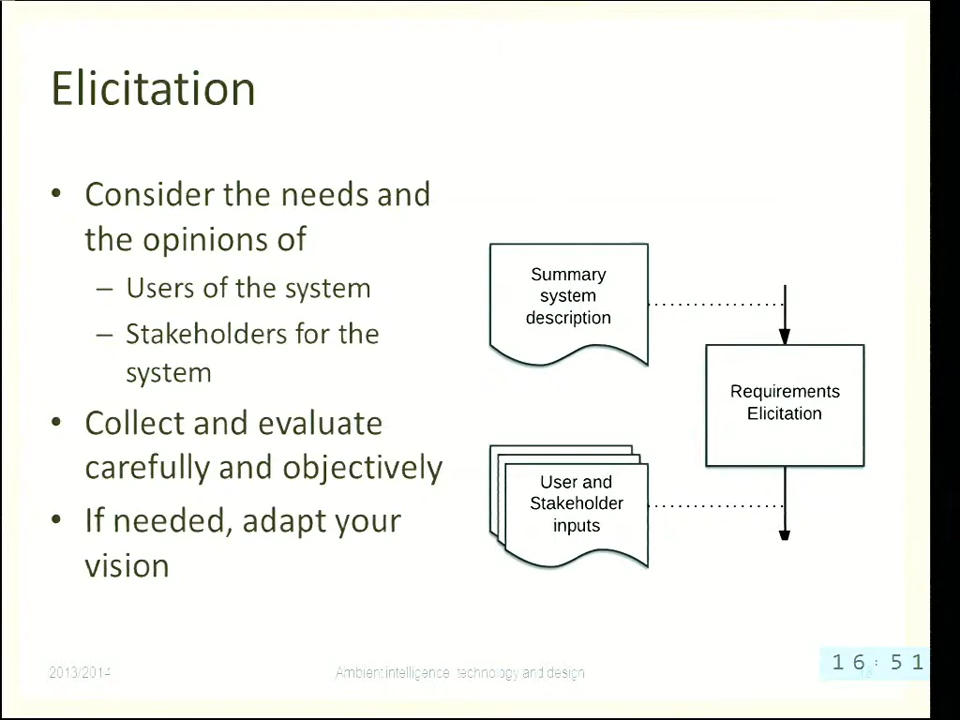 Elicitation
• Consider the needs and
the opinions of
– Users of the system
– Stakeholders for the
system
• Collect and evaluate
carefully and objectively
• If needed, adapt your
vision
Summary
system
description
Requirements
Elicitation
User and
Stakeholder
inputs
2013/2014
Ambient intelligence: technology and design
16:51